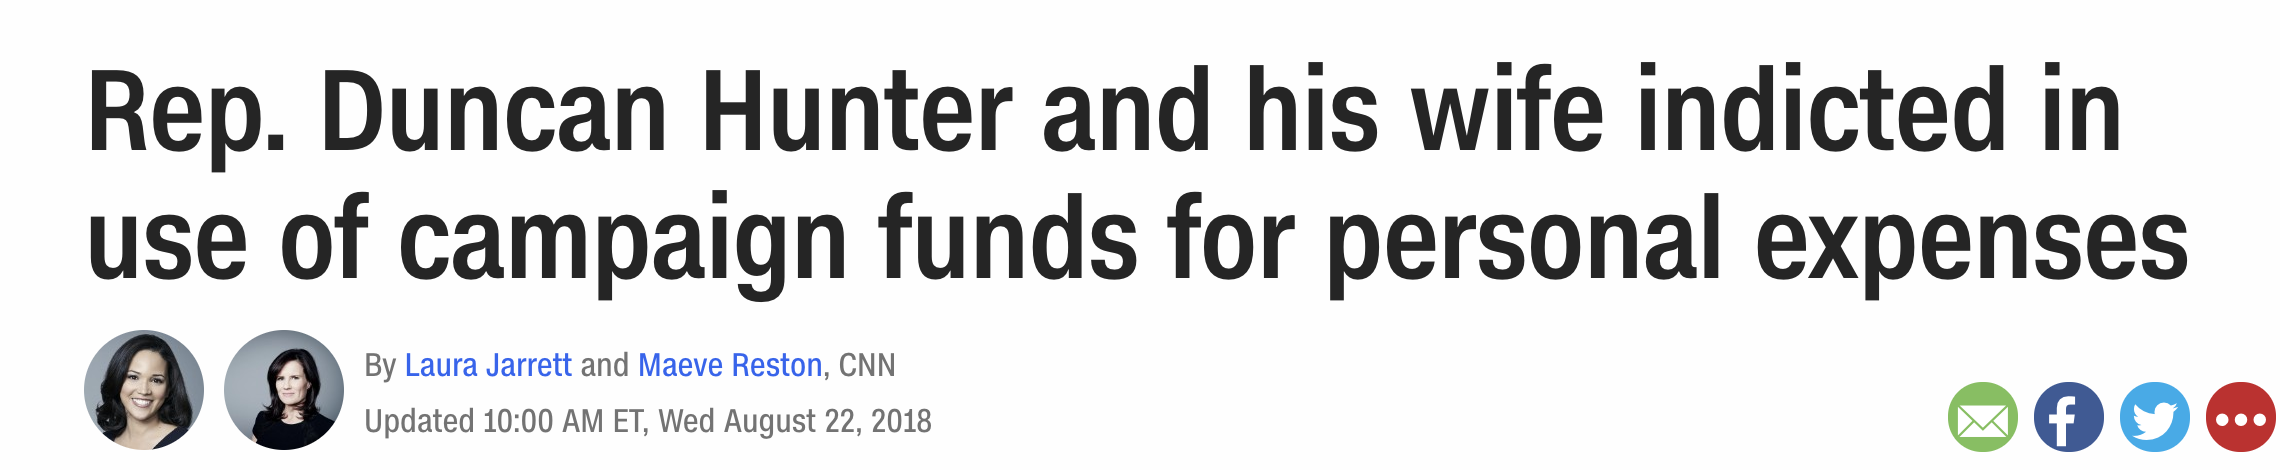 Rep. Duncan Hunter and his wife indicted in
use of campaign funds for personal expenses
By Laura Jarrett and Maeve Reston, CNN
Updated 10:00 AM ET, Wed August 22, 2018